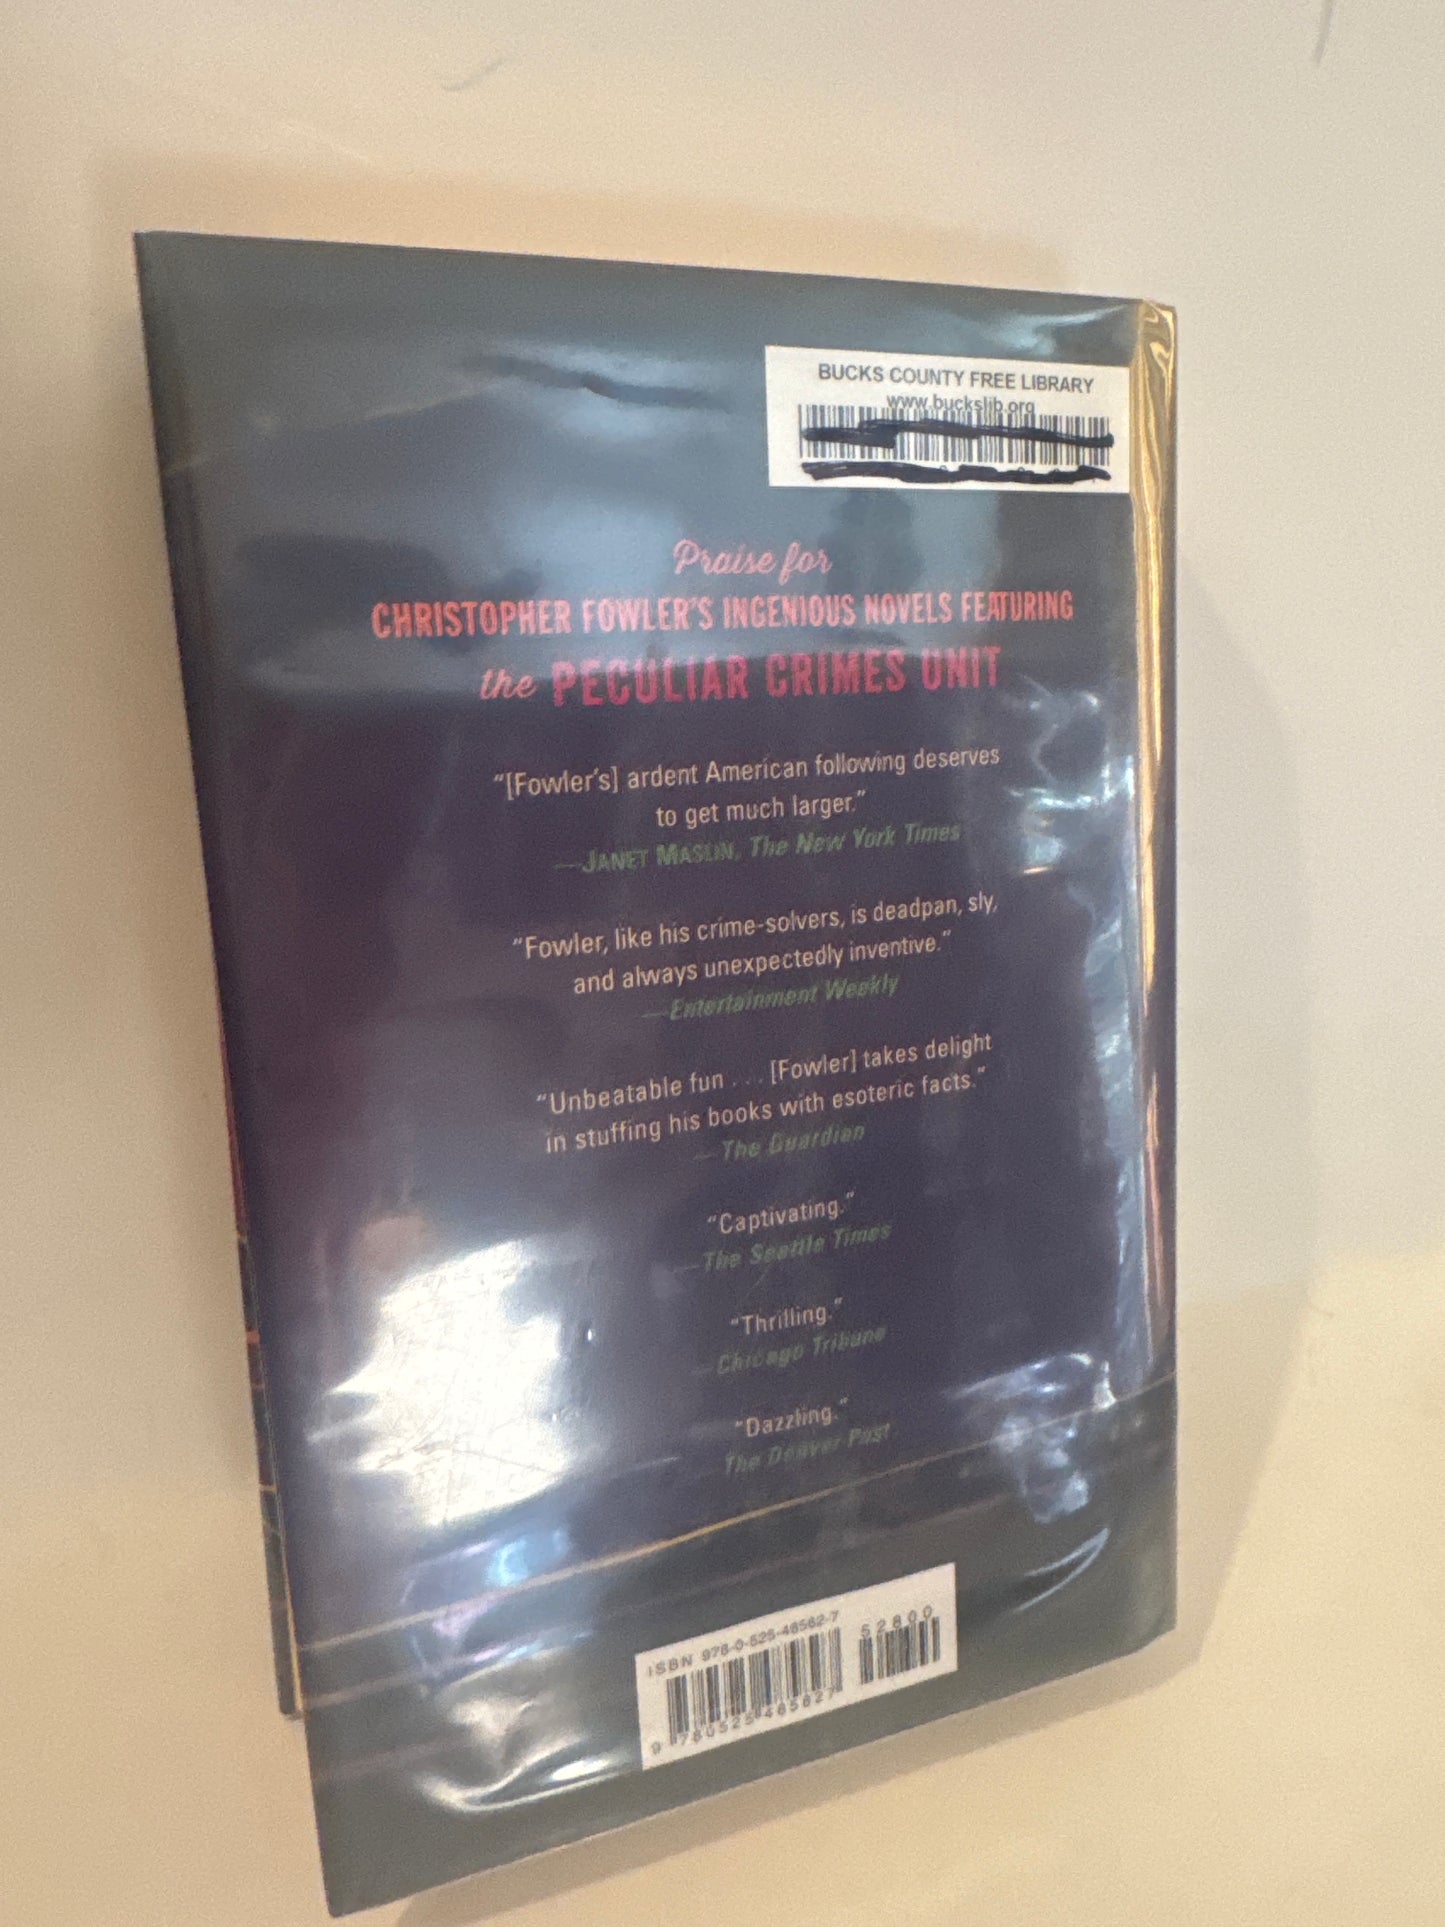 BUCKS COUNTY FREE LIBRARY
www.buckslib.org
Praise for
CHRISTOPHER FOWLER'S INGENIOUS NOVELS FEATURING
the PECULIAR CRIMES UNIT
“[Fowler's] ardent American following deserves
to get much larger.”
—JANET MASLIN, The New York Times
“Fowler, like his crime-solvers, is deadpan, sly,
and always unexpectedly inventive.”
—Entertainment Weekly
“Unbeatable fun . . . [Fowler] takes delight
in stuffing his books with esoteric facts.”
—The Guardian
“Captivating.”
—The Seattle Times
“Thrilling.”
—Chicago Tribune
“Dazzling.”
The Denver Post
ISBN 978-0-525-48562-7
52800
9 780525 485627